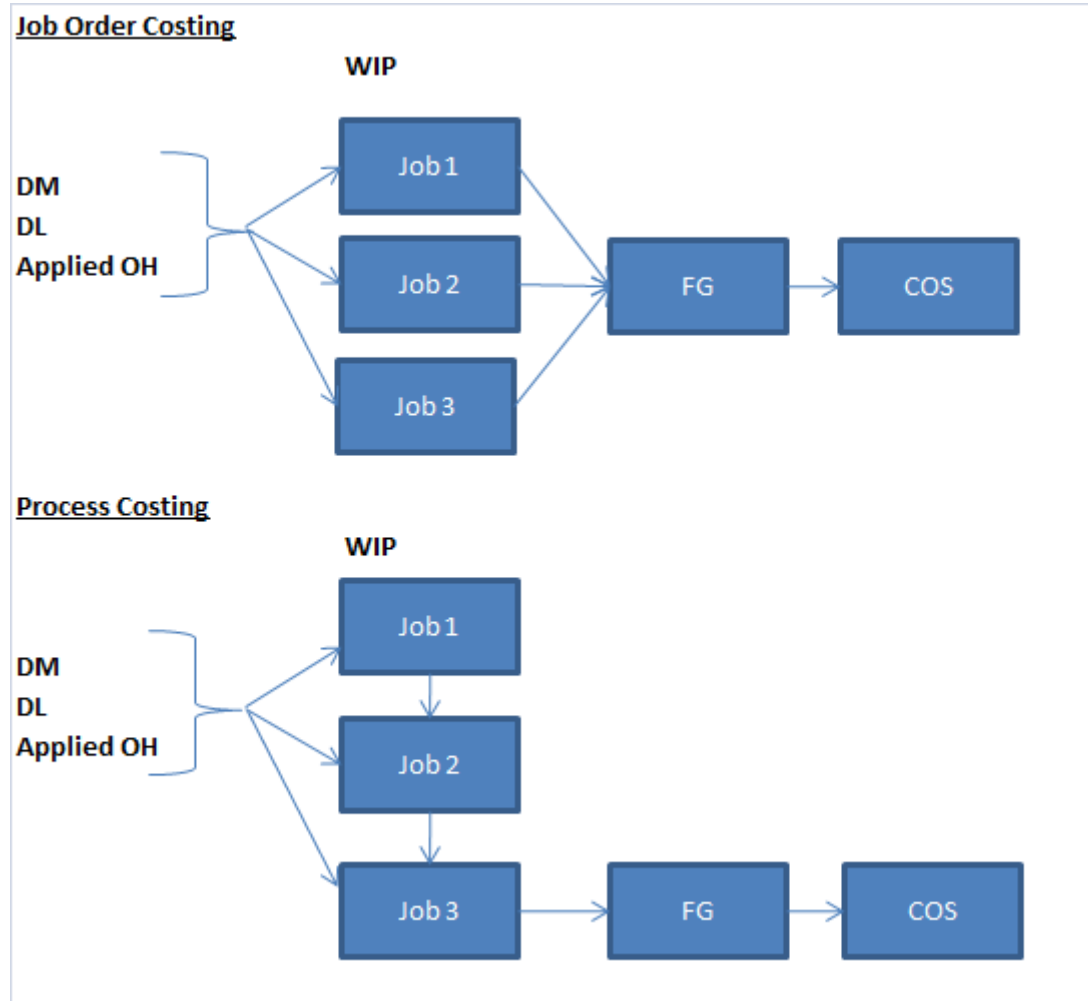 Job Order Costing
WIP
Job 1
DM
DL
Job 2
Applied OH
FG
COS
Job 3
Process Costing
WIP
Job 1
DM
DL
Job 2
Applied OH
Job 3
FG
COS